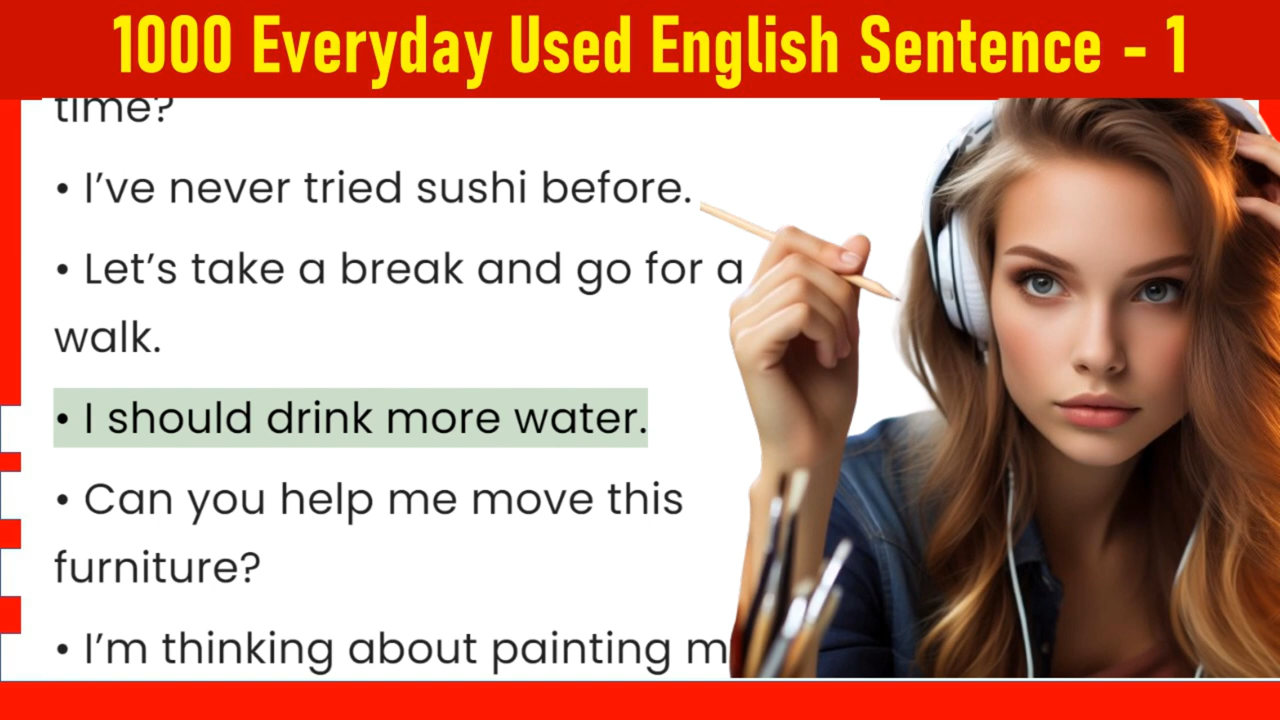 1000 Everyday Used English Sentence - 1
time?
• I’ve never tried sushi before.
• Let’s take a break and go for a
walk.
• I should drink more water.
• Can you help me move this
furniture?
• I’m thinking about painting